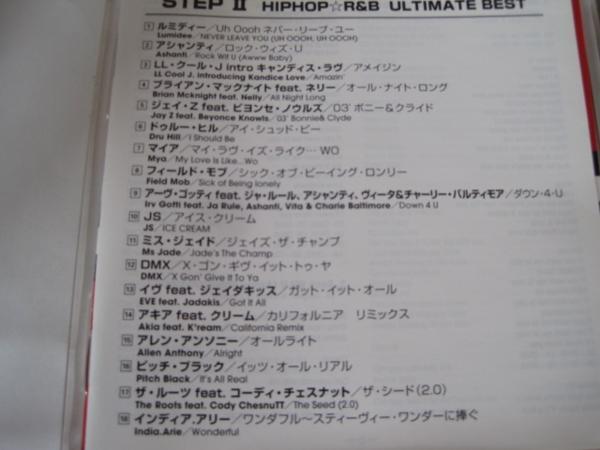 STEP II HIPHOP☆R&B ULTIMATE BEST
1 ルミディー/Uh Oooh ネバー・リーブ・ユー
Lumidee/NEVER LEAVE YOU (UH OOOH, UH OOOH)
2 アシャンティ/ロック・ウィズ・U
Ashanti/Rock Wit U (Awww Baby)
3 LL・クール・J intro キャンディス・ラヴ/アメイジン
LL Cool J. introducing Kandice Love/Amazin'
4 ブライアン・マックナイト feat. ネリー/オール・ナイト・ロング
Brian Mcknight feat. Nelly/All Night Long
5 ジェイ・Z feat. ビヨンセ・ノウルズ/03' ボニー&クライド
Jay Z feat. Beyonce Knowls/03' Bonnie& Clyde
6 ドゥルー・ヒル/アイ・シュッド・ビー
Dru Hill/I Should Be
7 マイア/マイ・ラヴ・イズ・ライク… WO
Mya/My Love Is Like...Wo
8 フィールド・モブ/シック・オブ・ビーイング・ロンリー
Field Mob/Sick of Being lonely
9 アーヴ・ゴッティ feat. ジャ・ルール、アシャンティ、ヴィータ&チャーリー・バルティモア/ダウン・4・U
Irv Gotti feat. Ja Rule, Ashanti, Vita & Charie Baltimore/Down 4 U
10 JS/アイス・クリーム
JS/ICE CREAM
11 ミス・ジェイド/ジェイズ・ザ・チャンプ
Ms Jade/Jade's The Champ
12 DMX/X・ゴン・ギヴ・イット・トゥ・ヤ
DMX/X Gon' Give It To Ya
13 イヴ feat. ジェイダキッス/ガット・イット・オール
EVE feat. Jadakis/Got It All
14 アキア feat. クリーム/カリフォルニア リミックス
Akia feat. K'ream/California Remix
15 アレン・アンソニー/オールライト
Allen Anthony/Alright
16 ピッチ・ブラック/イッツ・オール・リアル
Pitch Black/It's All Real
17 ザ・ルーツ feat. コーディ・チェスナット/ザ・シード(2.0)
The Roots feat. Cody ChesnuTT/The Seed (2.0)
18 インディア.アリー/ワンダフル〜スティーヴィー・ワンダーに捧ぐ
India.Arie/Wonderful